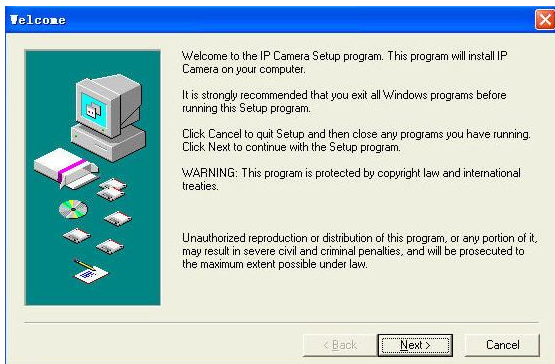 Welcome
Welcome to the IP Camera Setup program. This program will install IP
Camera on your computer.
It is strongly recommended that you exit all Windows programs before
running this Setup program.
Click Cancel to quit Setup and then close any programs you have running.
Click Next to continue with the Setup program.
WARNING: This program is protected by copyright law and international
treaties.
Unauthorized reproduction or distribution of this program, or any portion of it,
may result in severe civil and criminal penalties, and will be prosecuted to
the maximum extent possible under law.
< Back Next > Cancel